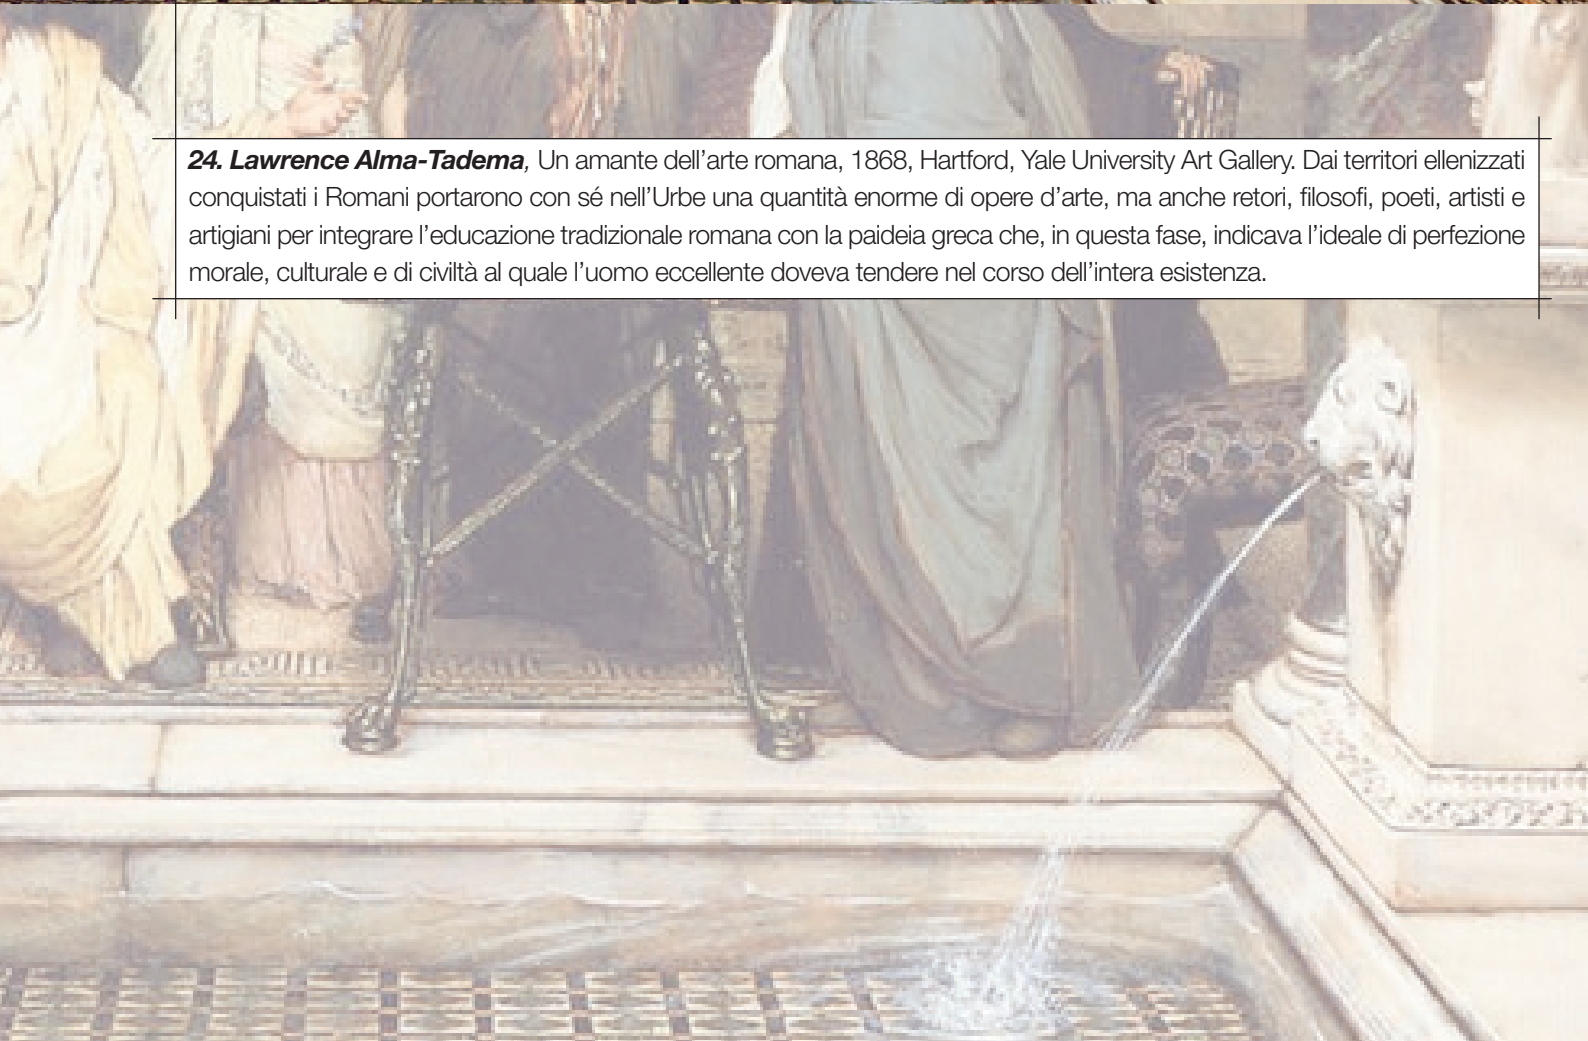 24. Lawrence Alma-Tadema, Un amante dell’arte romana, 1868, Hartford, Yale University Art Gallery. Dai territori ellenizzati
conquistati i Romani portarono con sé nell’Urbe una quantità enorme di opere d’arte, ma anche retori, filosofi, poeti, artisti e
artigiani per integrare l’educazione tradizionale romana con la paideia greca che, in questa fase, indicava l’ideale di perfezione
morale, culturale e di civiltà al quale l’uomo eccellente doveva tendere nel corso dell’intera esistenza.